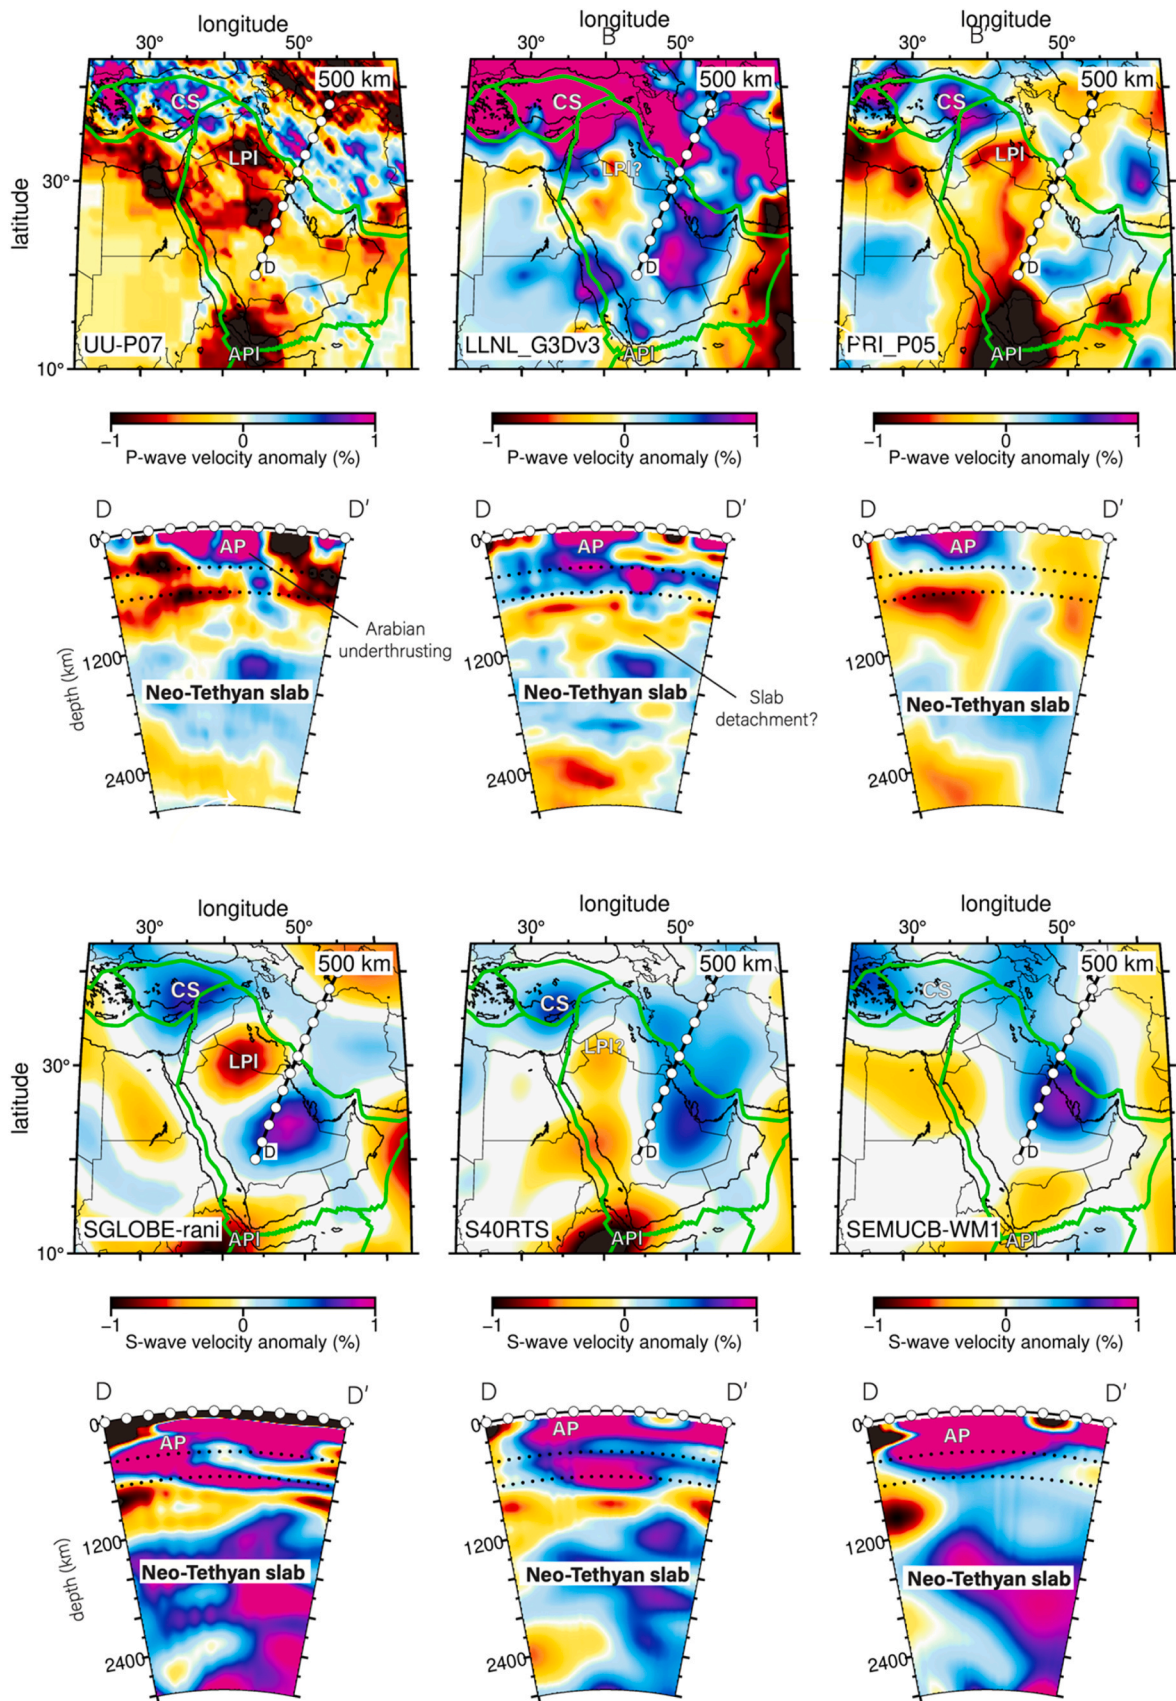 longitude
longitude
longitude
30°
50°
30°
B
50°
30°
B
50°
latitude
30°
10°
500 km
CS
LPI
D
UU-P07
API
500 km
LPI?
D
LLNL_G3Dv3
API
500 km
CS
LPI
D
PRI_P05
API
−1
0
1
P-wave velocity anomaly (%)
−1
0
1
P-wave velocity anomaly (%)
−1
0
1
P-wave velocity anomaly (%)
D
D'
0
AP
Arabian
underthrusting
1200
Neo-Tethyan slab
depth (km)
2400
D
D'
0
AP
1200
Neo-Tethyan slab
Slab
detachment?
2400
D
D'
0
AP
1200
Neo-Tethyan slab
2400
longitude
longitude
longitude
30°
50°
30°
50°
30°
50°
latitude
30°
10°
500 km
CS
LPI
D
SGLOBE-rani
API
500 km
CS
LPI?
D
S40RTS
API
500 km
CS
D
SEMUCB-WM1
API
−1
0
1
S-wave velocity anomaly (%)
−1
0
1
S-wave velocity anomaly (%)
−1
0
1
S-wave velocity anomaly (%)
D
D'
0
AP
1200
Neo-Tethyan slab
depth (km)
2400
D
D'
0
AP
1200
Neo-Tethyan slab
2400
D
D'
0
AP
1200
Neo-Tethyan slab
2400